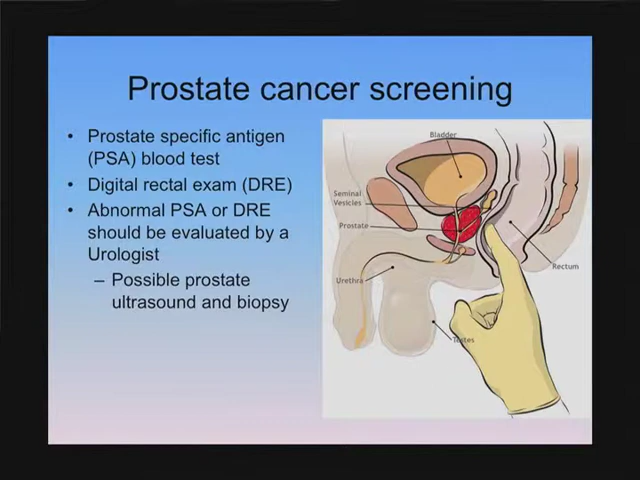 Prostate cancer screening
• Prostate specific antigen
(PSA) blood test
• Digital rectal exam (DRE)
• Abnormal PSA or DRE
should be evaluated by a
Urologist
– Possible prostate
ultrasound and biopsy
Bladder
Seminal
Vesicles
Prostate
Urethra
Rectum
Testes